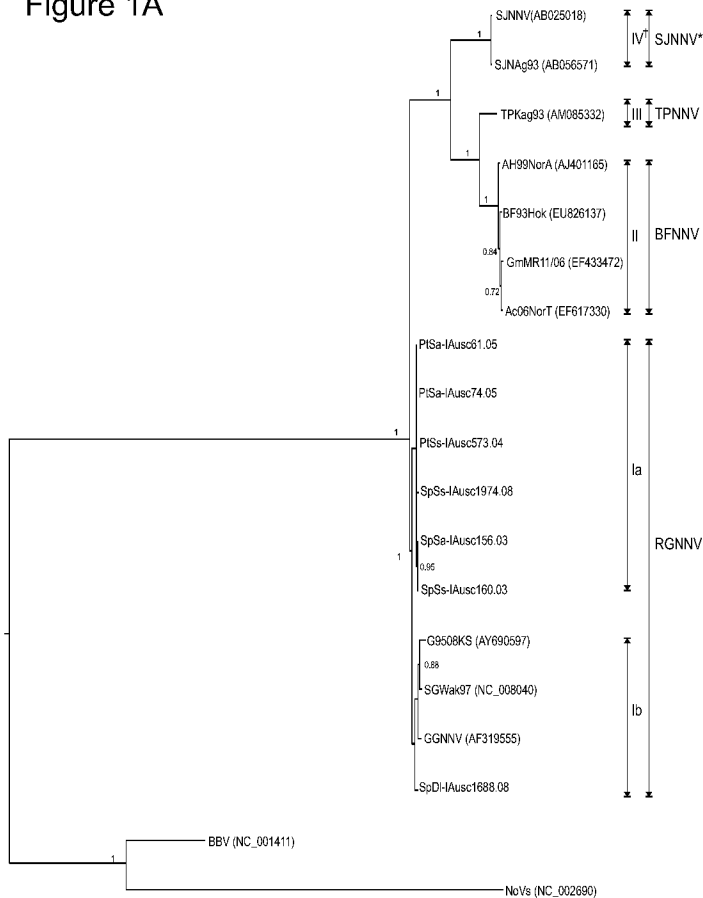 Figure 1A
SJNNV(AB025018)
1
IV† SJNNV*
SJNAg93 (AB056571)
1
TPKag93 (AM085332)
III TPNNV
1
AH99NorA (AJ401165)
1
BF93Hok (EU826137)
II BFNNV
0.84
GmMR11/06 (EF433472)
0.72
Ac06NorT (EF617330)
PtSa-IAusc61.05
PtSa-IAusc74.05
1
PtSs-IAusc573.04
Ia
SpSs-IAusc1974.08
SpSa-IAusc156.03
RGNNV
1
0.95
SpSs-IAusc160.03
G9508KS (AY690597)
0.88
SGWak97 (NC_008040)
Ib
GGNNV (AF319555)
SpDl-IAusc1688.08
BBV (NC_001411)
1
NoVs (NC_002690)